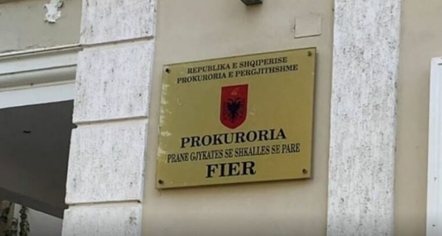 REPUBLIKA E SHQIPERISE
PROKURORIA E PERGJITHSHME
PROKURORIA
PRANE GJYKATES SE SHKALLES SE PARE
FIER